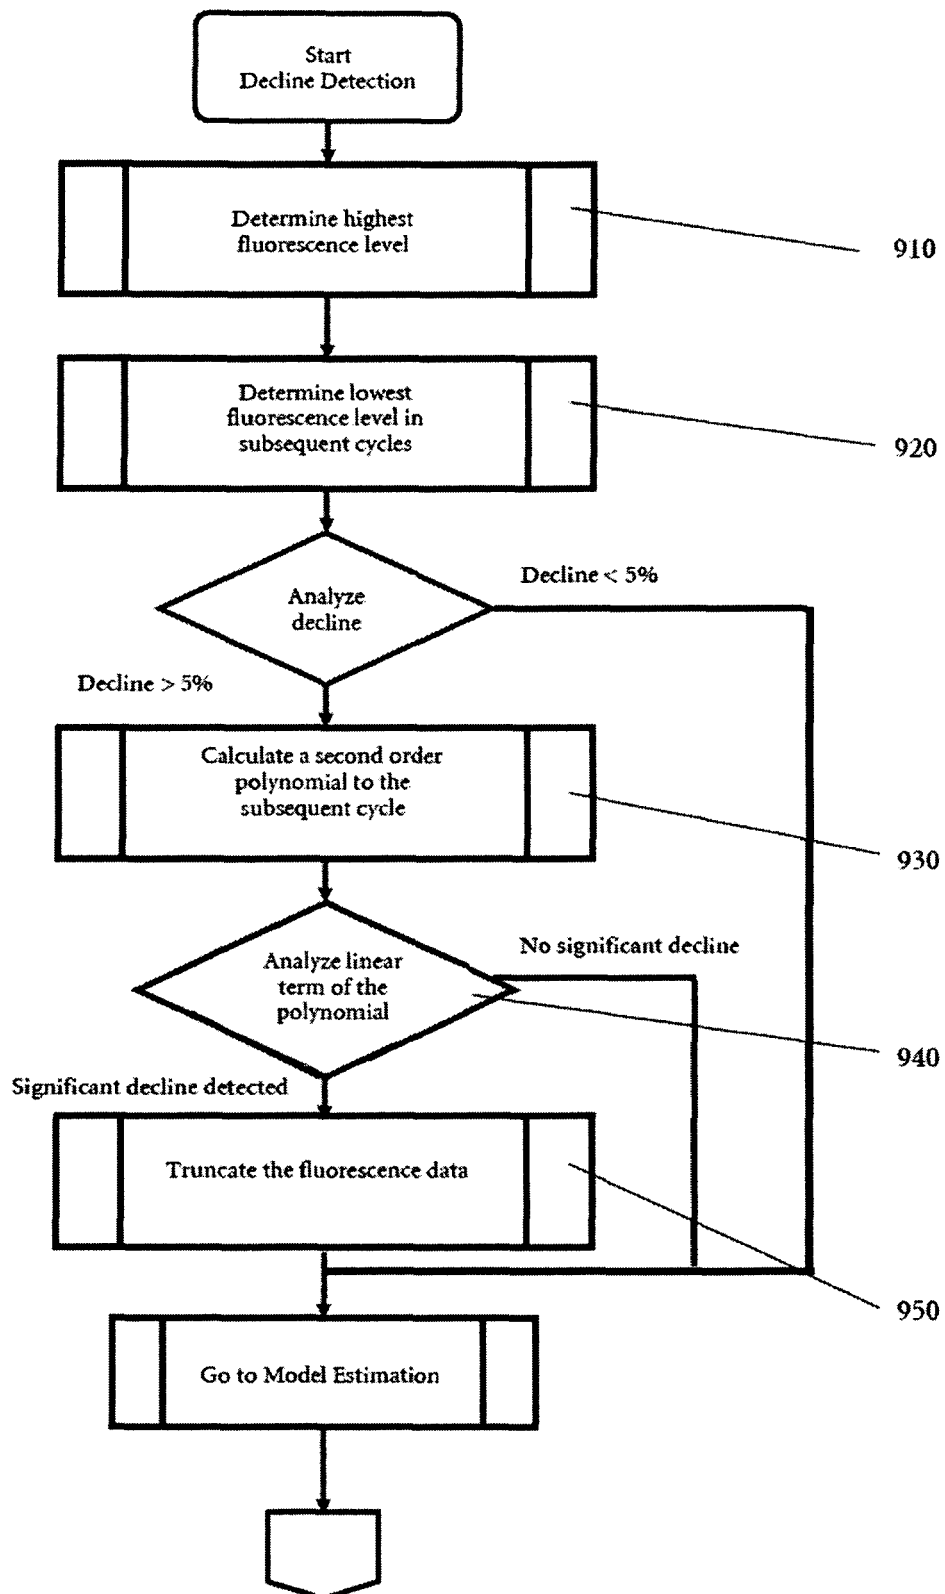 Start
Decline Detection
Determine highest
fluorescence level
910
Determine lowest
fluorescence level in
subsequent cycles
920
Analyze
decline
Decline < 5%
Decline > 5%
Calculate a second order
polynomial to the
subsequent cycle
930
Analyze linear
term of the
polynomial
No significant decline
940
Significant decline detected
Truncate the fluorescence data
950
Go to Model Estimation